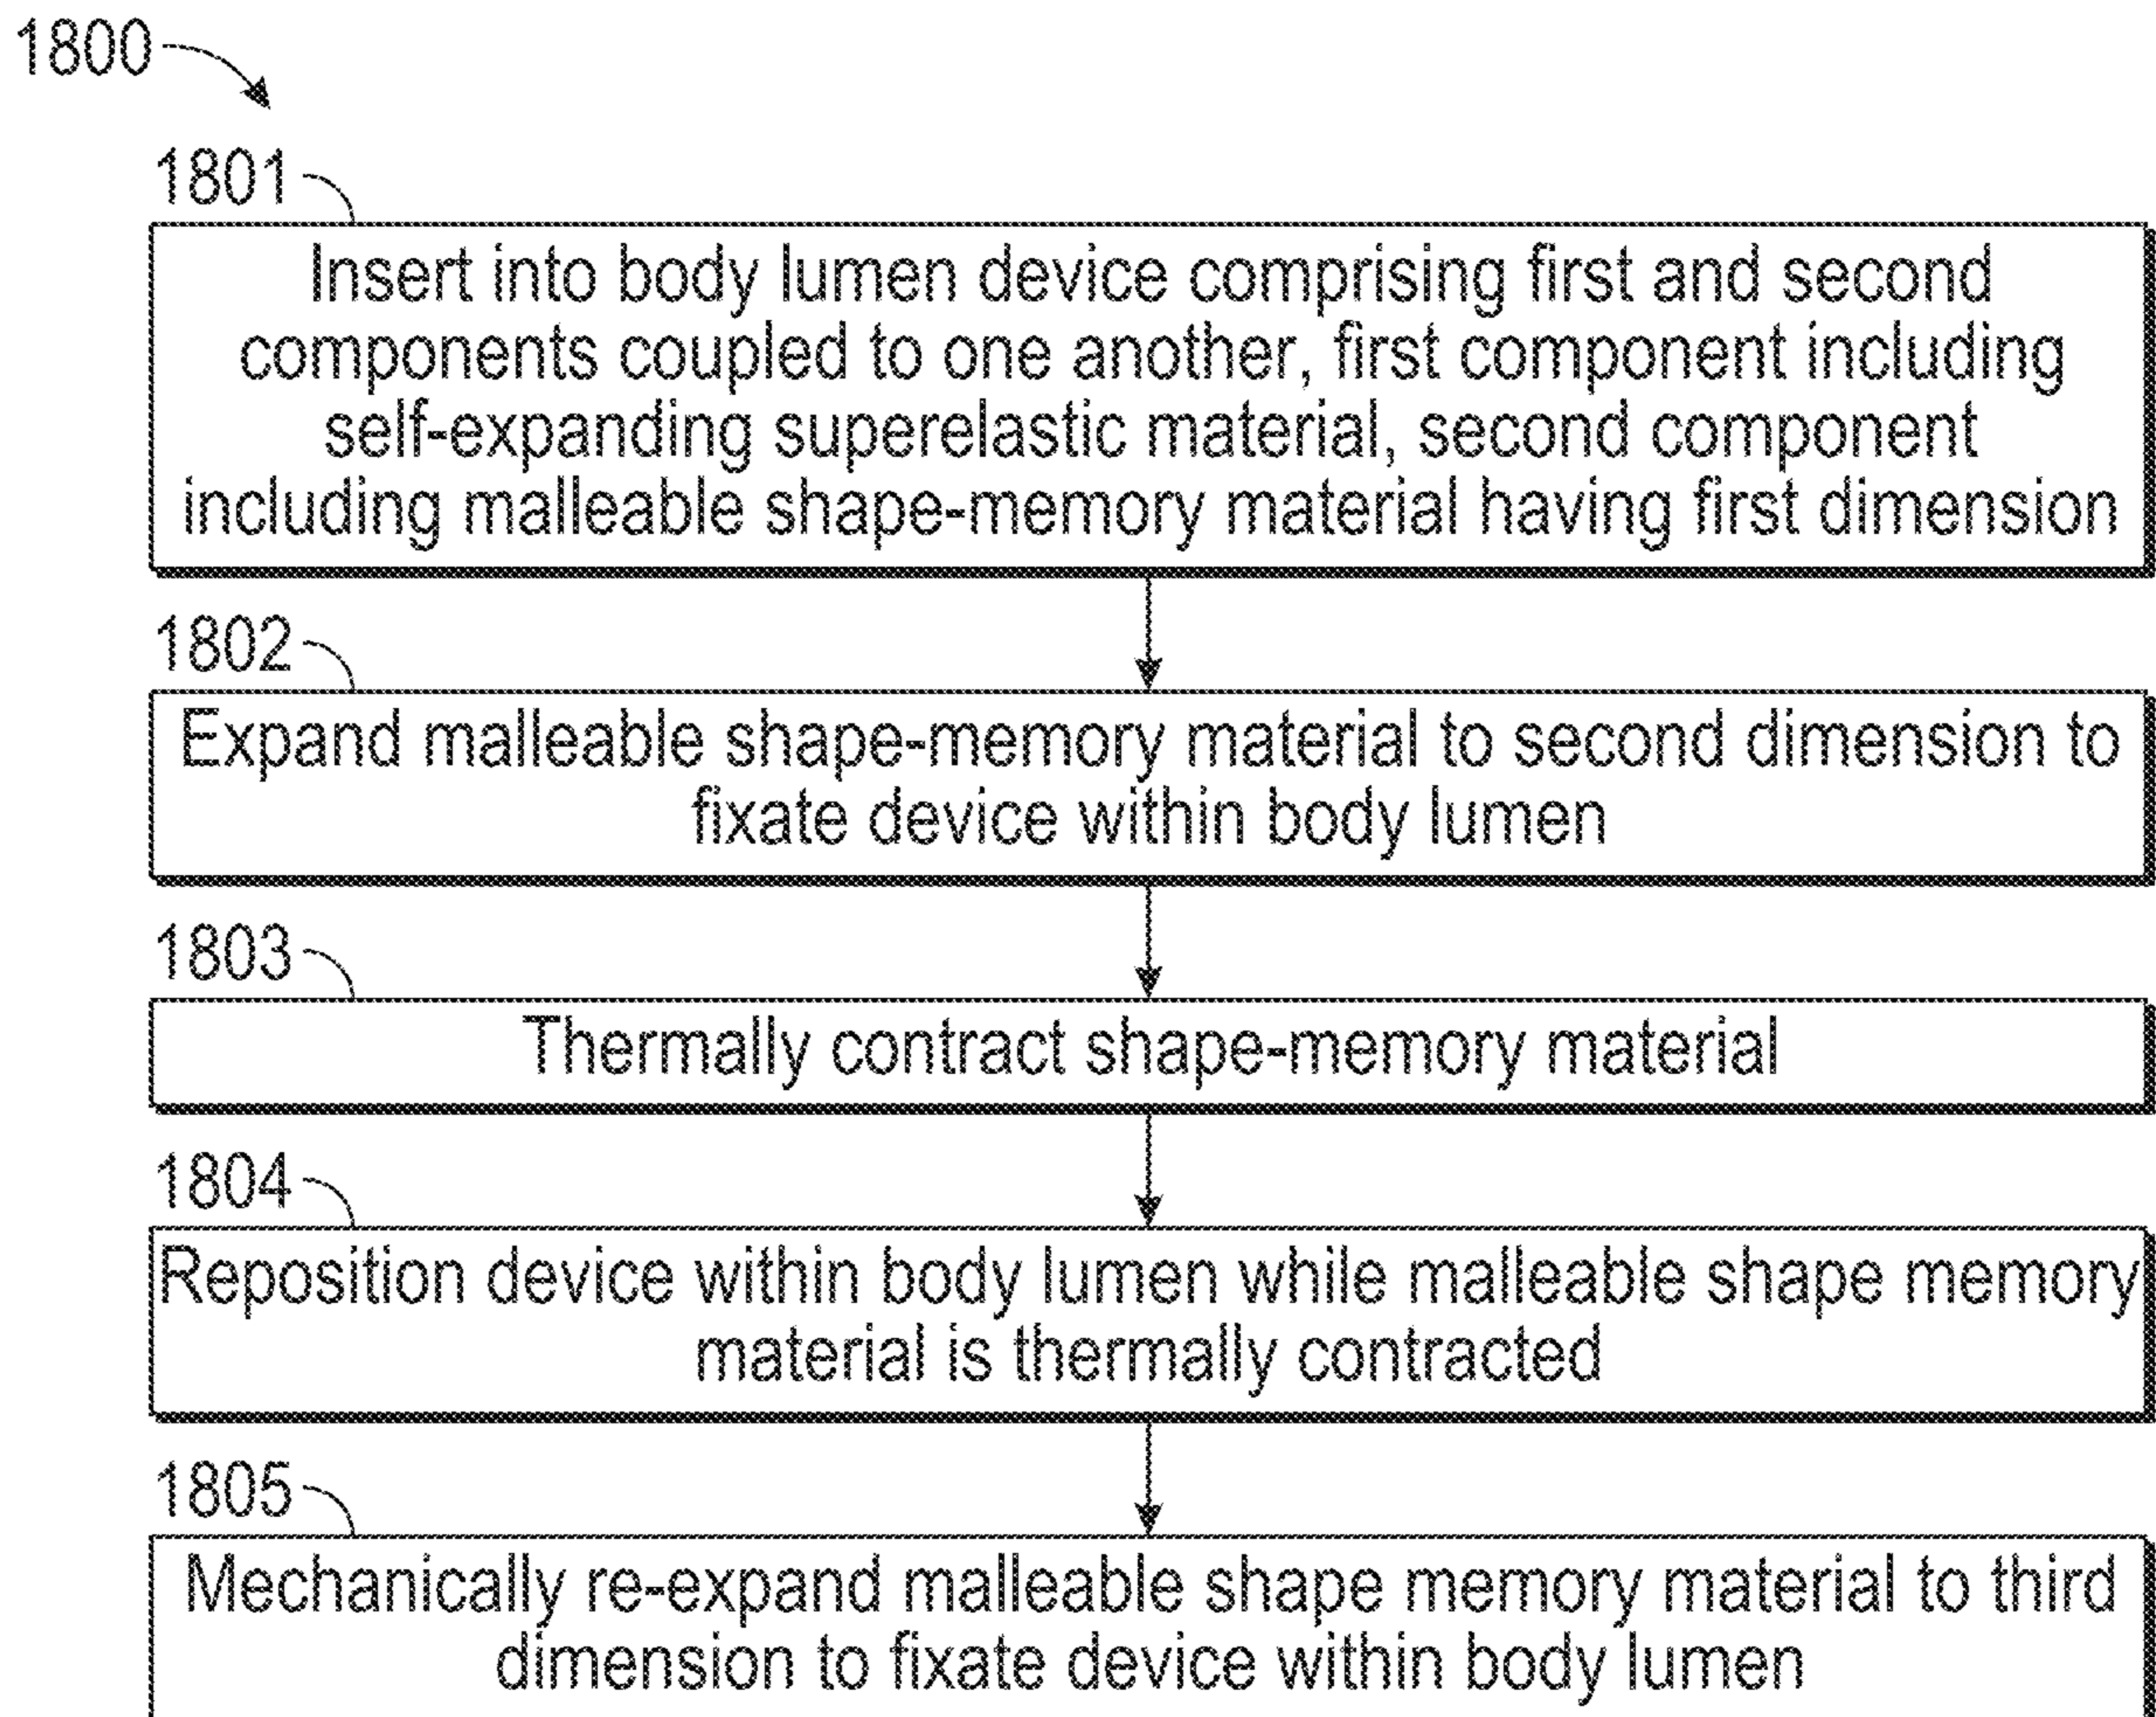 1800
1801
Insert into body lumen device comprising first and second
components coupled to one another, first component including
self-expanding superelastic material, second component
including malleable shape-memory material having first dimension
1802
Expand malleable shape-memory material to second dimension to
fixate device within body lumen
1803
Thermally contract shape-memory material
1804
Reposition device within body lumen while malleable shape memory
material is thermally contracted
1805
Mechanically re-expand malleable shape memory material to third
dimension to fixate device within body lumen